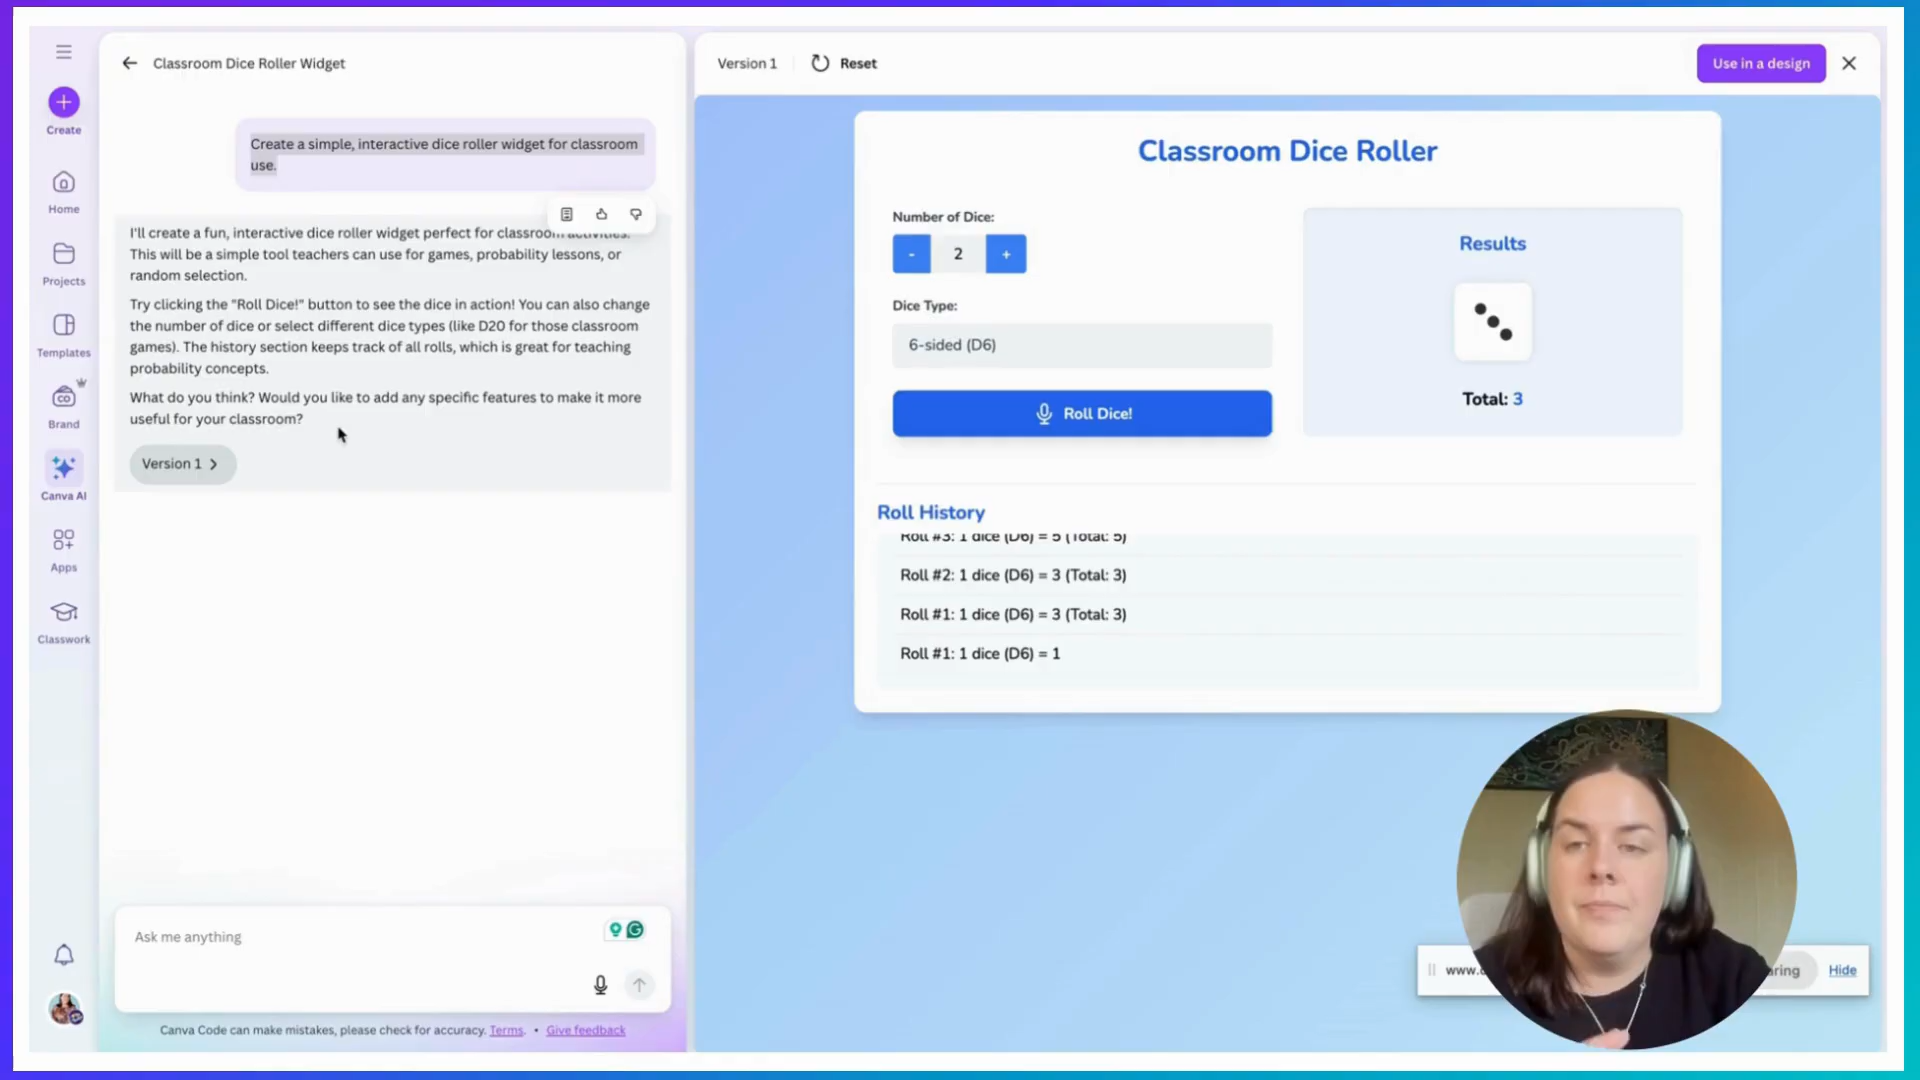 Create
Home
Projects
Templates
Brand
Canva AI
Apps
Classwork
Classroom Dice Roller Widget
Create a simple, interactive dice roller widget for classroom
use.
I'll create a fun, interactive dice roller widget perfect for classroom activities.
This will be a simple tool teachers can use for games, probability lessons, or
random selection.
Try clicking the "Roll Dice!" button to see the dice in action! You can also change
the number of dice or select different dice types (like D20 for those classroom
games). The history section keeps track of all rolls, which is great for teaching
probability concepts.
What do you think? Would you like to add any specific features to make it more
useful for your classroom?
Version 1
Ask me anything
Canva Code can make mistakes, please check for accuracy. Terms. • Give feedback
Version 1
Reset
Use in a design
Classroom Dice Roller
Number of Dice:
- 2 +
Dice Type:
6-sided (D6)
Roll Dice!
Results
Total: 3
Roll History
Roll #3: 1 dice (D6) = 5 (Total: 5)
Roll #2: 1 dice (D6) = 3 (Total: 3)
Roll #1: 1 dice (D6) = 3 (Total: 3)
Roll #1: 1 dice (D6) = 1
Hide